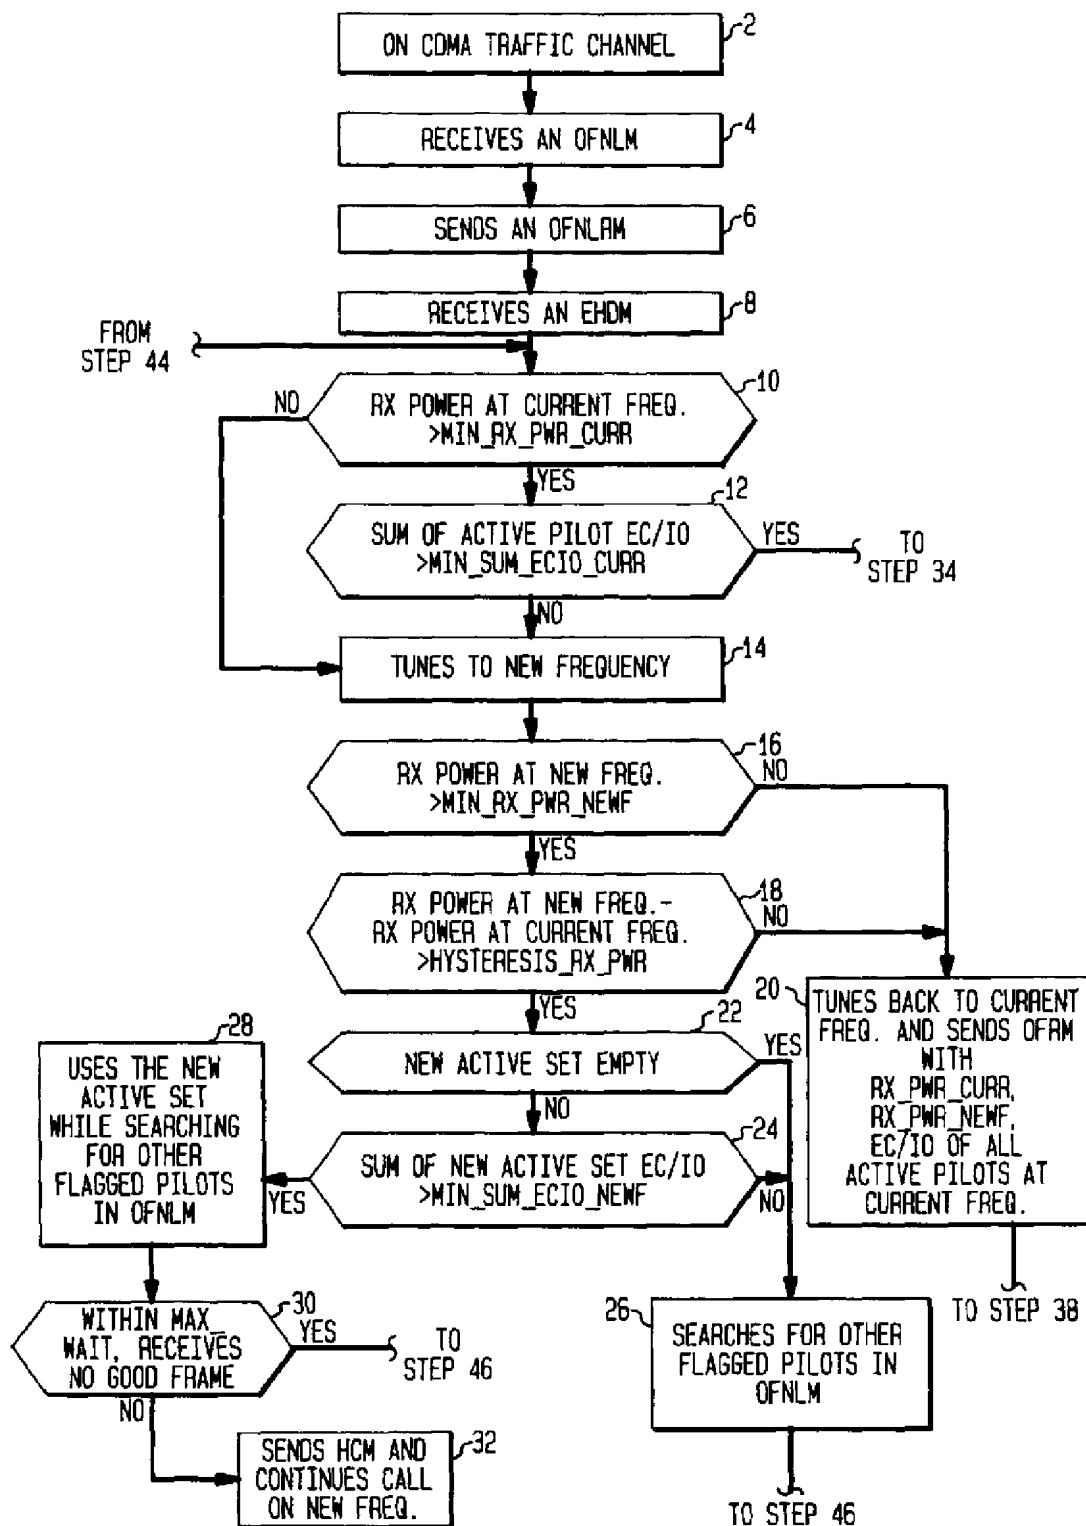 2
ON CDMA TRAFFIC CHANNEL
4
RECEIVES AN OFNLM
6
SENDS AN OFNLRM
8
RECEIVES AN EHDM
FROM
STEP 44
10
NO
RX POWER AT CURRENT FREQ.
>MIN_RX_PWR_CURR
YES
12
SUM OF ACTIVE PILOT EC/IO
>MIN_SUM_ECIO_CURR
YES
TO
STEP 34
NO
14
TUNES TO NEW FREQUENCY
16
RX POWER AT NEW FREQ.
>MIN_RX_PWR_NEWF
NO
YES
18
RX POWER AT NEW FREQ.-
RX POWER AT CURRENT FREQ.
>HYSTERESIS_RX_PWR
NO
YES
20
TUNES BACK TO CURRENT
FREQ. AND SENDS OFRM
WITH
RX_PWR_CURR,
RX_PWR_NEWF,
EC/IO OF ALL
ACTIVE PILOTS AT
CURRENT FREQ.
TO STEP 38
22
NEW ACTIVE SET EMPTY
YES
NO
24
SUM OF NEW ACTIVE SET EC/IO
>MIN_SUM_ECIO_NEWF
YES
NO
28
USES THE NEW
ACTIVE SET
WHILE SEARCHING
FOR OTHER
FLAGGED PILOTS
IN OFNLM
26
SEARCHES FOR OTHER
FLAGGED PILOTS IN
OFNLM
TO STEP 46
30
WITHIN MAX_
WAIT, RECEIVES
NO GOOD FRAME
YES
TO
STEP 46
NO
32
SENDS HCM AND
CONTINUES CALL
ON NEW FREQ.